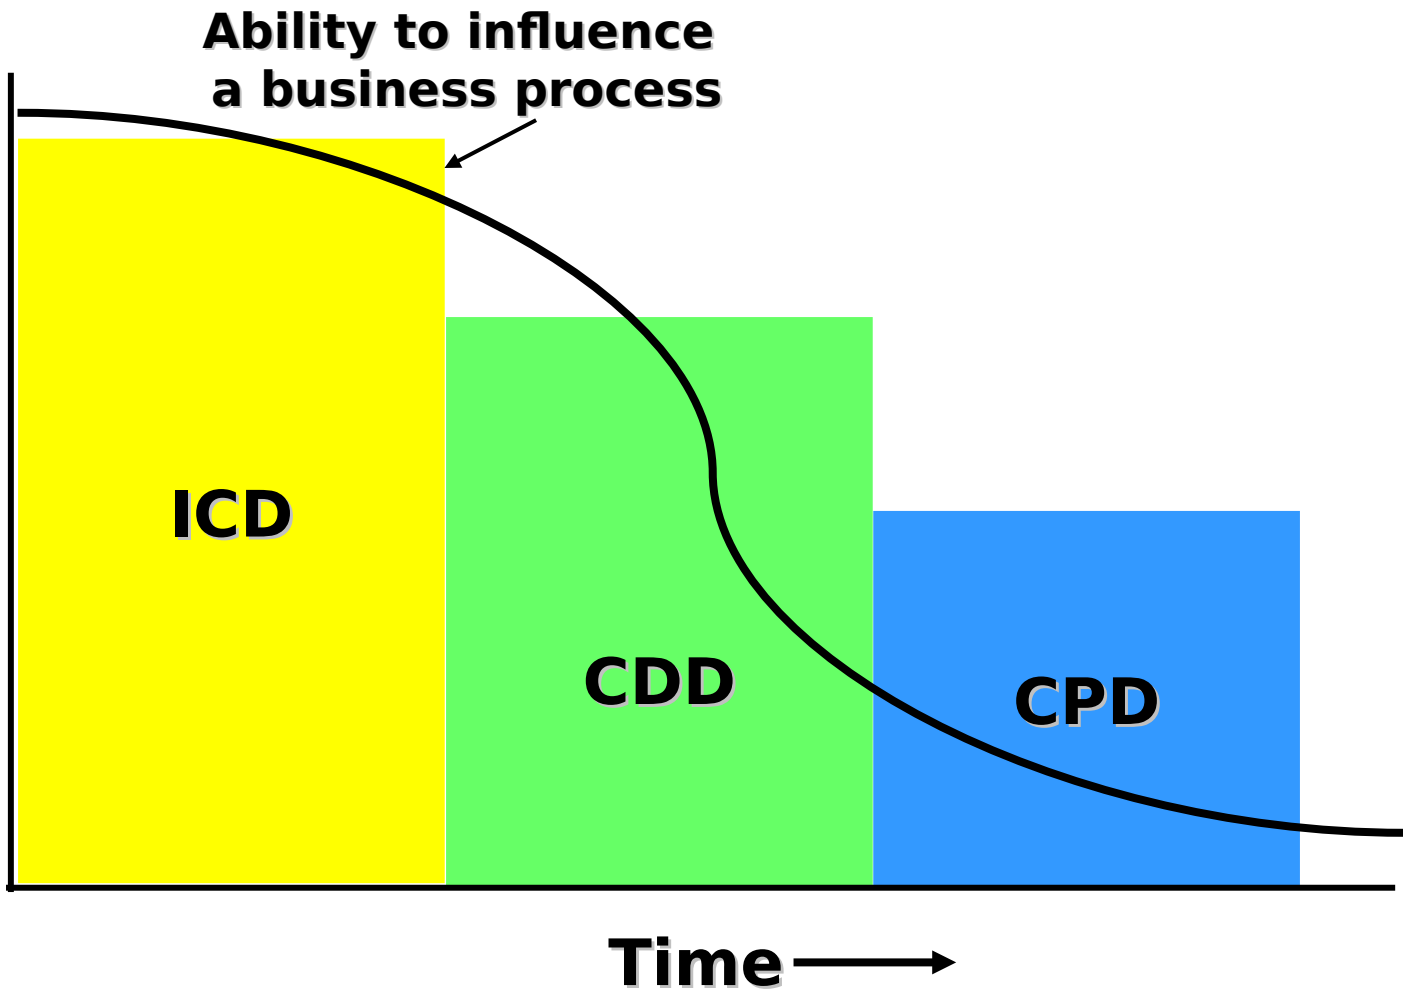 Ability to influence
a business process
ICD
CDD
CPD
Time